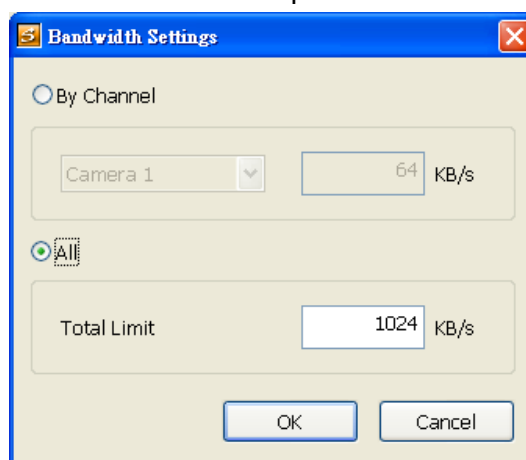 Bandwidth Settings
By Channel
Camera 1 64 KB/s
All
Total Limit 1024 KB/s
OK Cancel